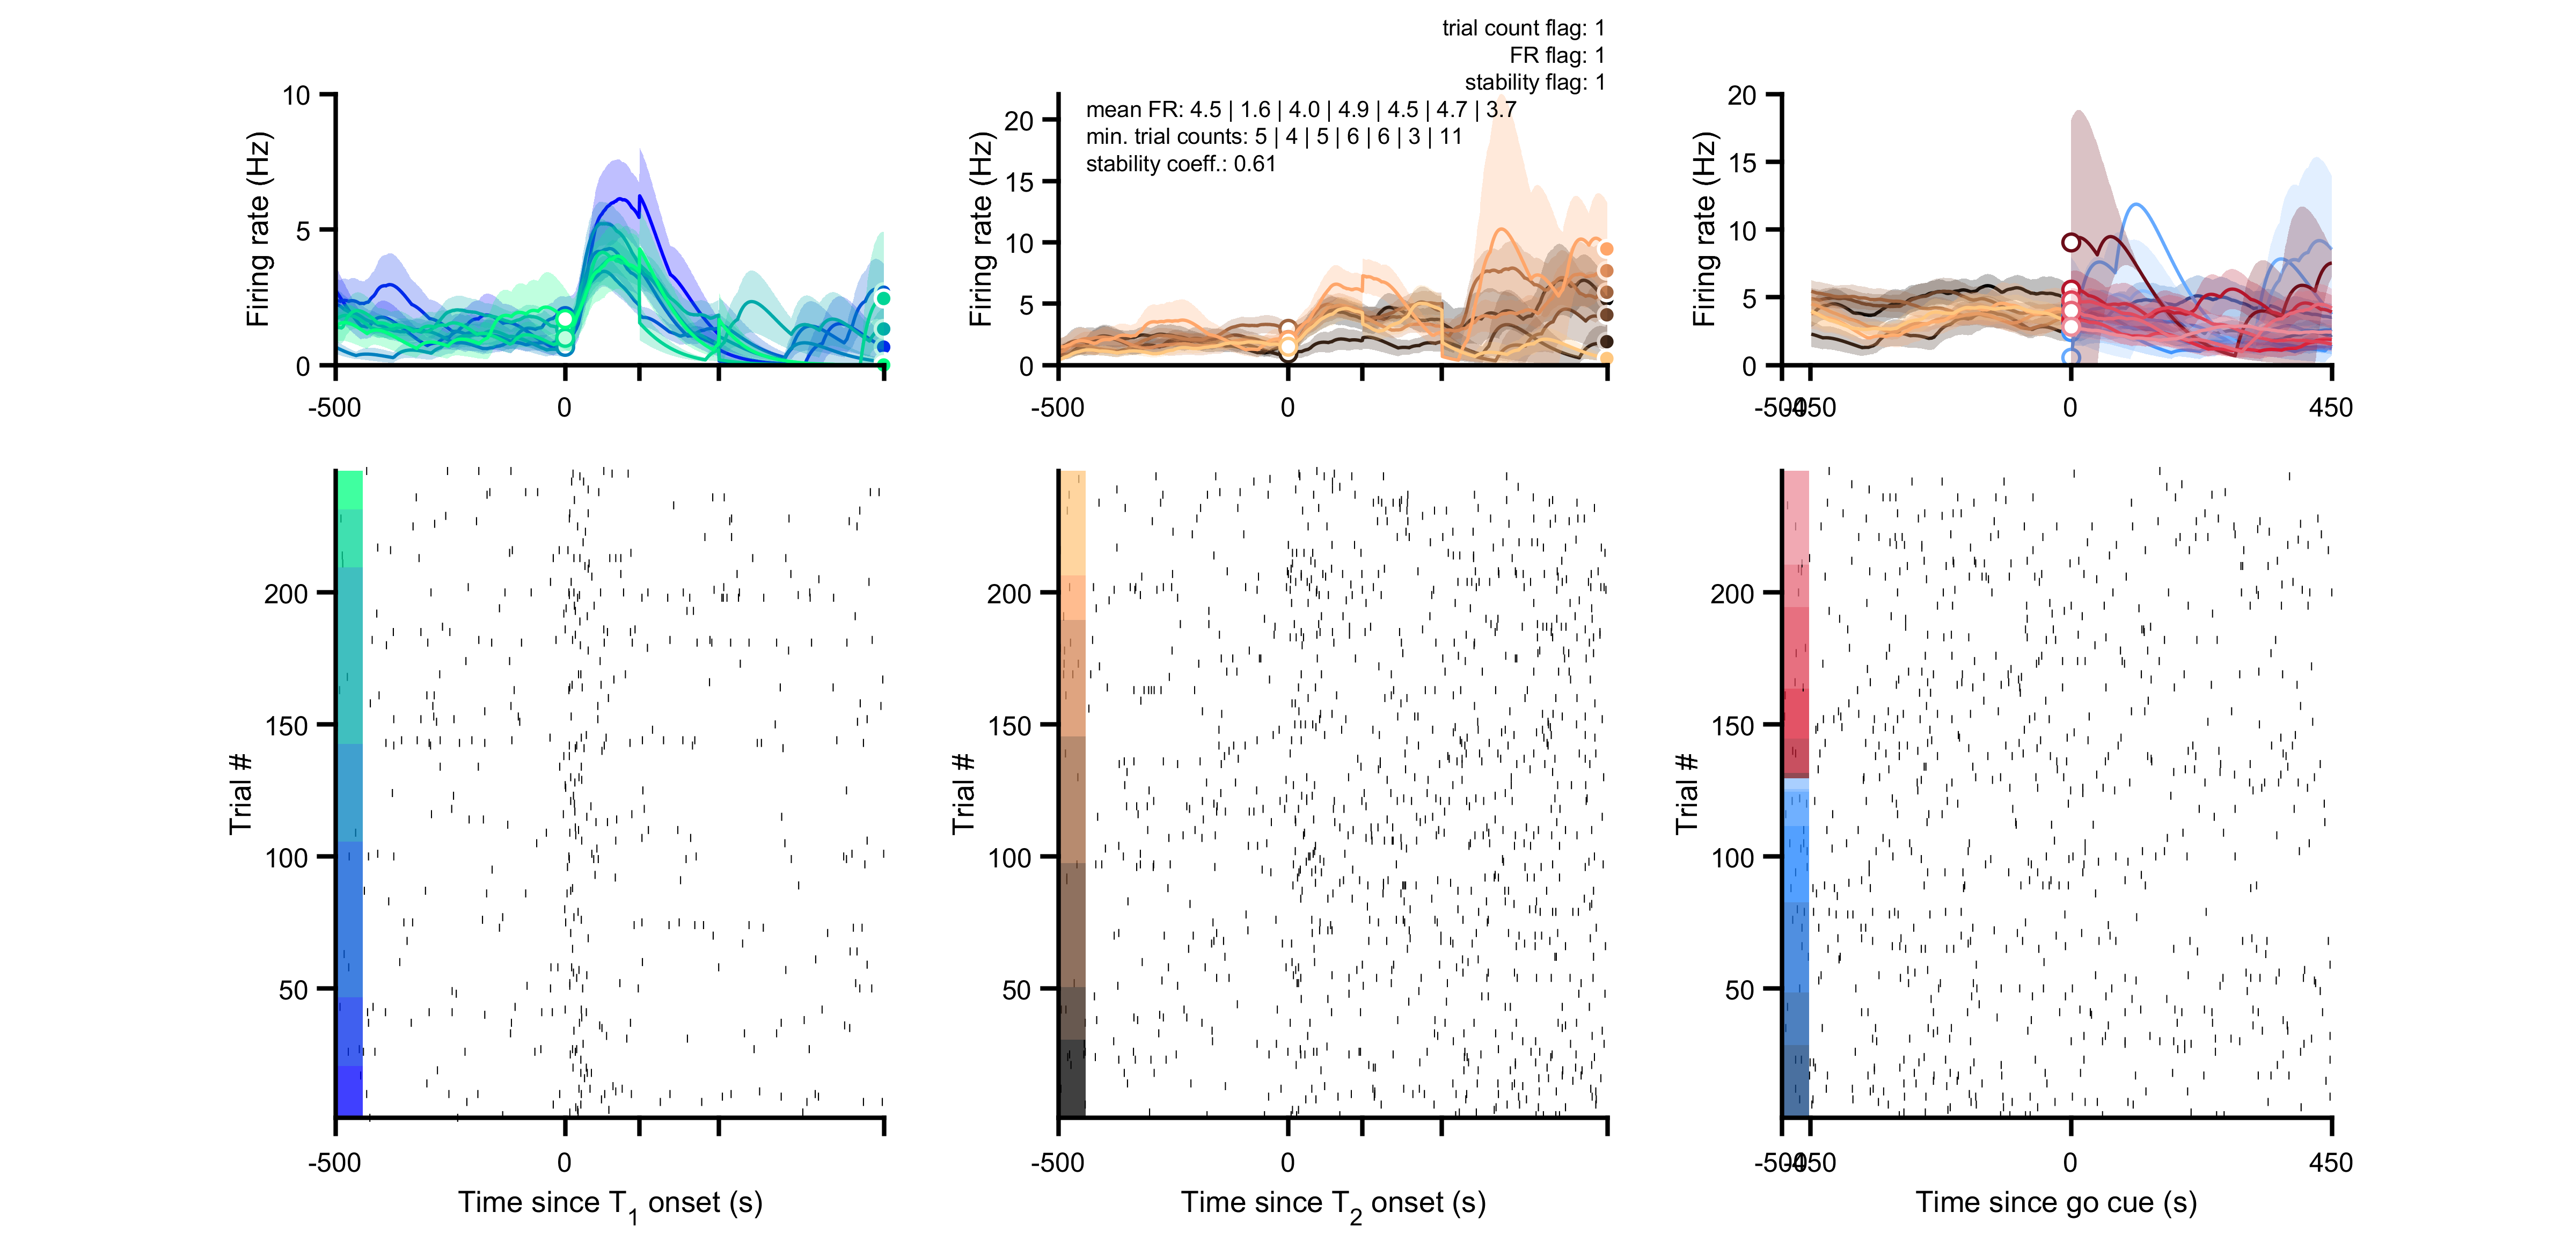 trial count flag: 1
FR flag: 1
stability flag: 1
mean FR: 4.5 | 1.6 | 4.0 | 4.9 | 4.5 | 4.7 | 3.7
min. trial counts: 5 | 4 | 5 | 6 | 6 | 3 | 11
stability coeff.: 0.61
Firing rate (Hz)
10
5
0
-500
0
Firing rate (Hz)
20
15
10
5
0
-500
0
Firing rate (Hz)
20
15
10
5
0
-500
-450
0
450
Trial #
200
150
100
50
-500
0
Time since T1 onset (s)
Trial #
200
150
100
50
-500
0
Time since T2 onset (s)
Trial #
200
150
100
50
-500
-450
0
450
Time since go cue (s)